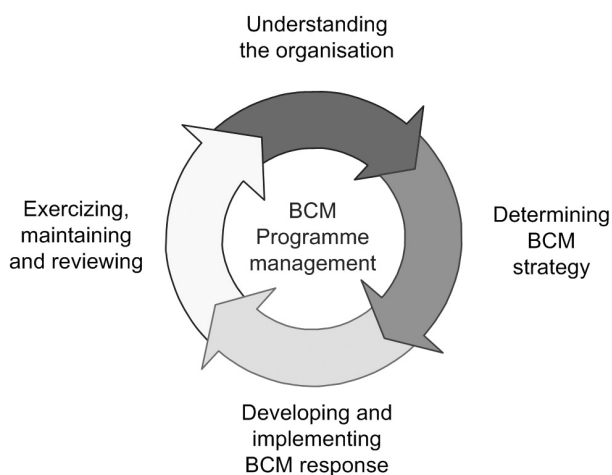 Understanding
the organisation
Exercizing,
maintaining
and reviewing
BCM
Programme
management
Determining
BCM
strategy
Developing and
implementing
BCM response